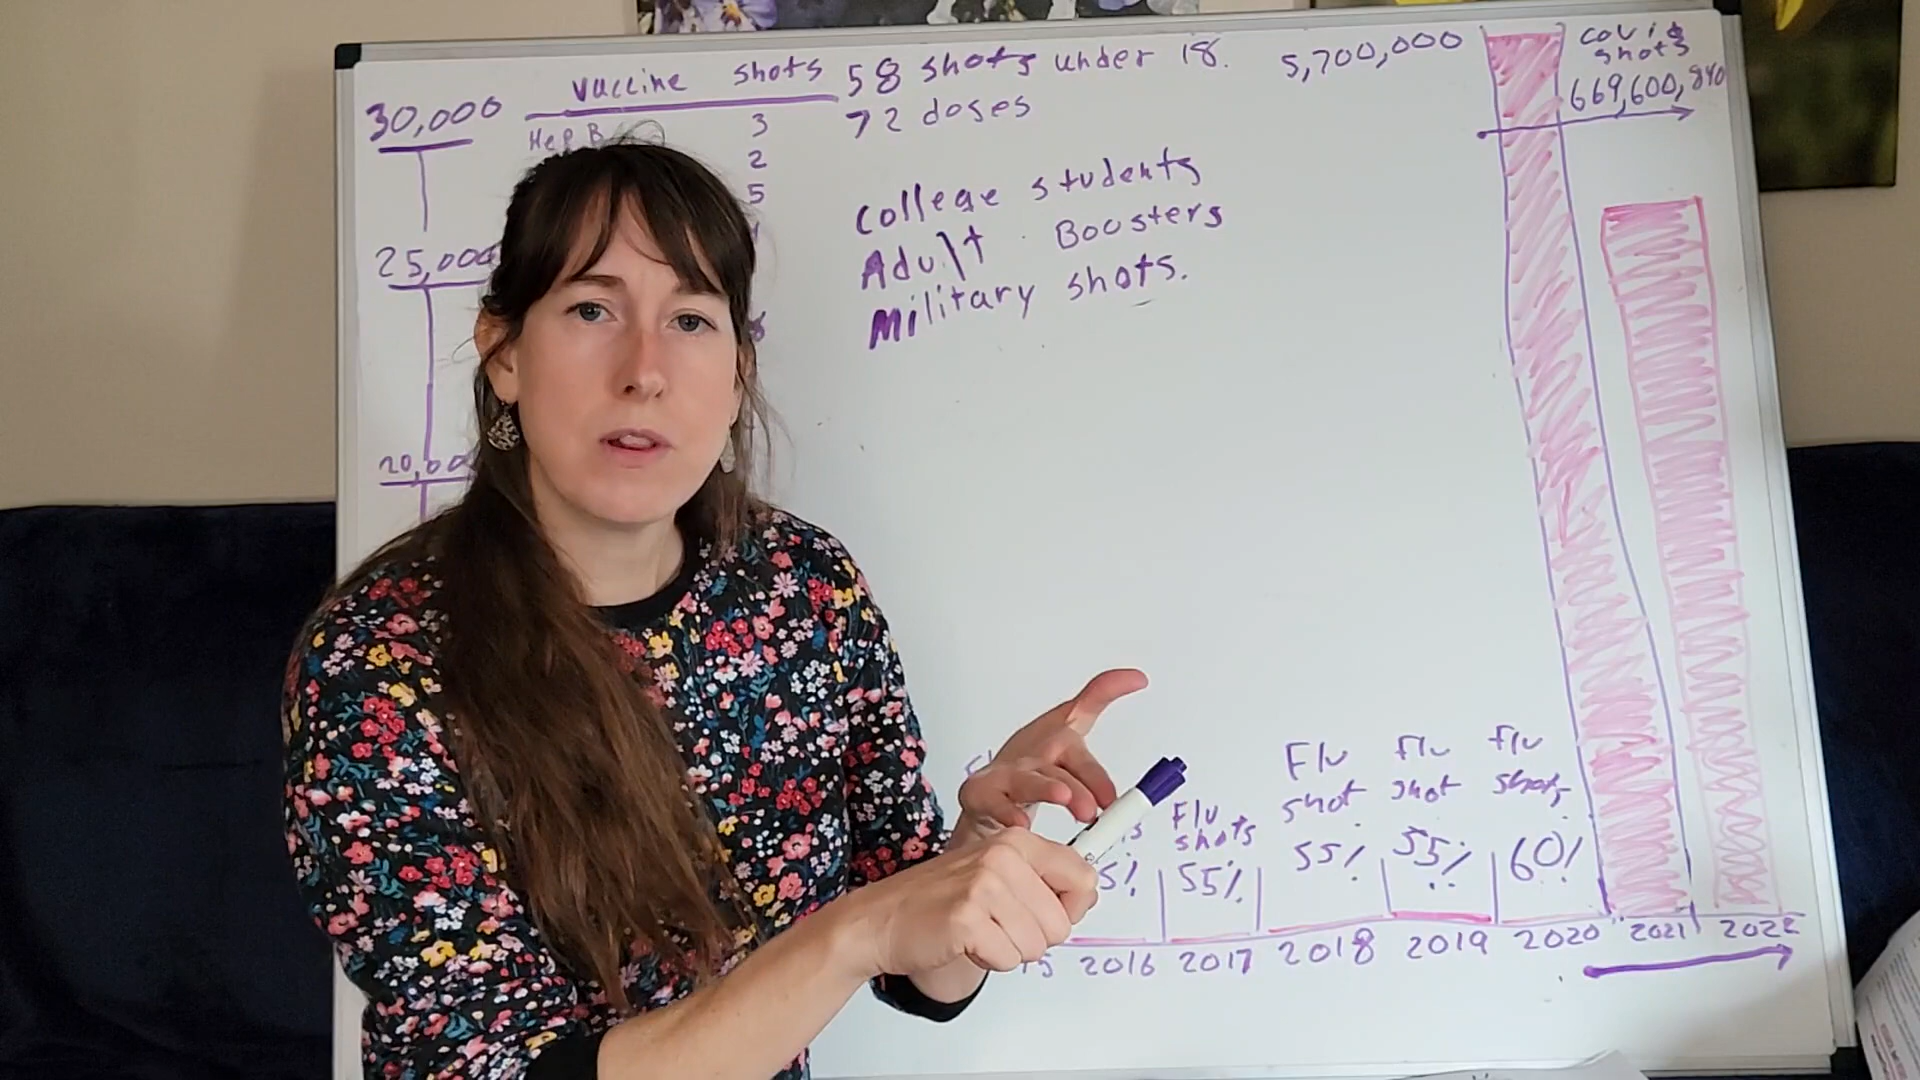 vaccine shots
58 shots under 18.
72 doses
30,000
Hep B
3
2
5
25,000
20,00
College students
Adult Boosters
Military shots.
5,700,000
covid
shots
669,600,840
Flu
shots
55%
Flu
shot
55%
flu
shot
55%
flu
shots
60%
2016 2017 2018 2019 2020 2021 2022